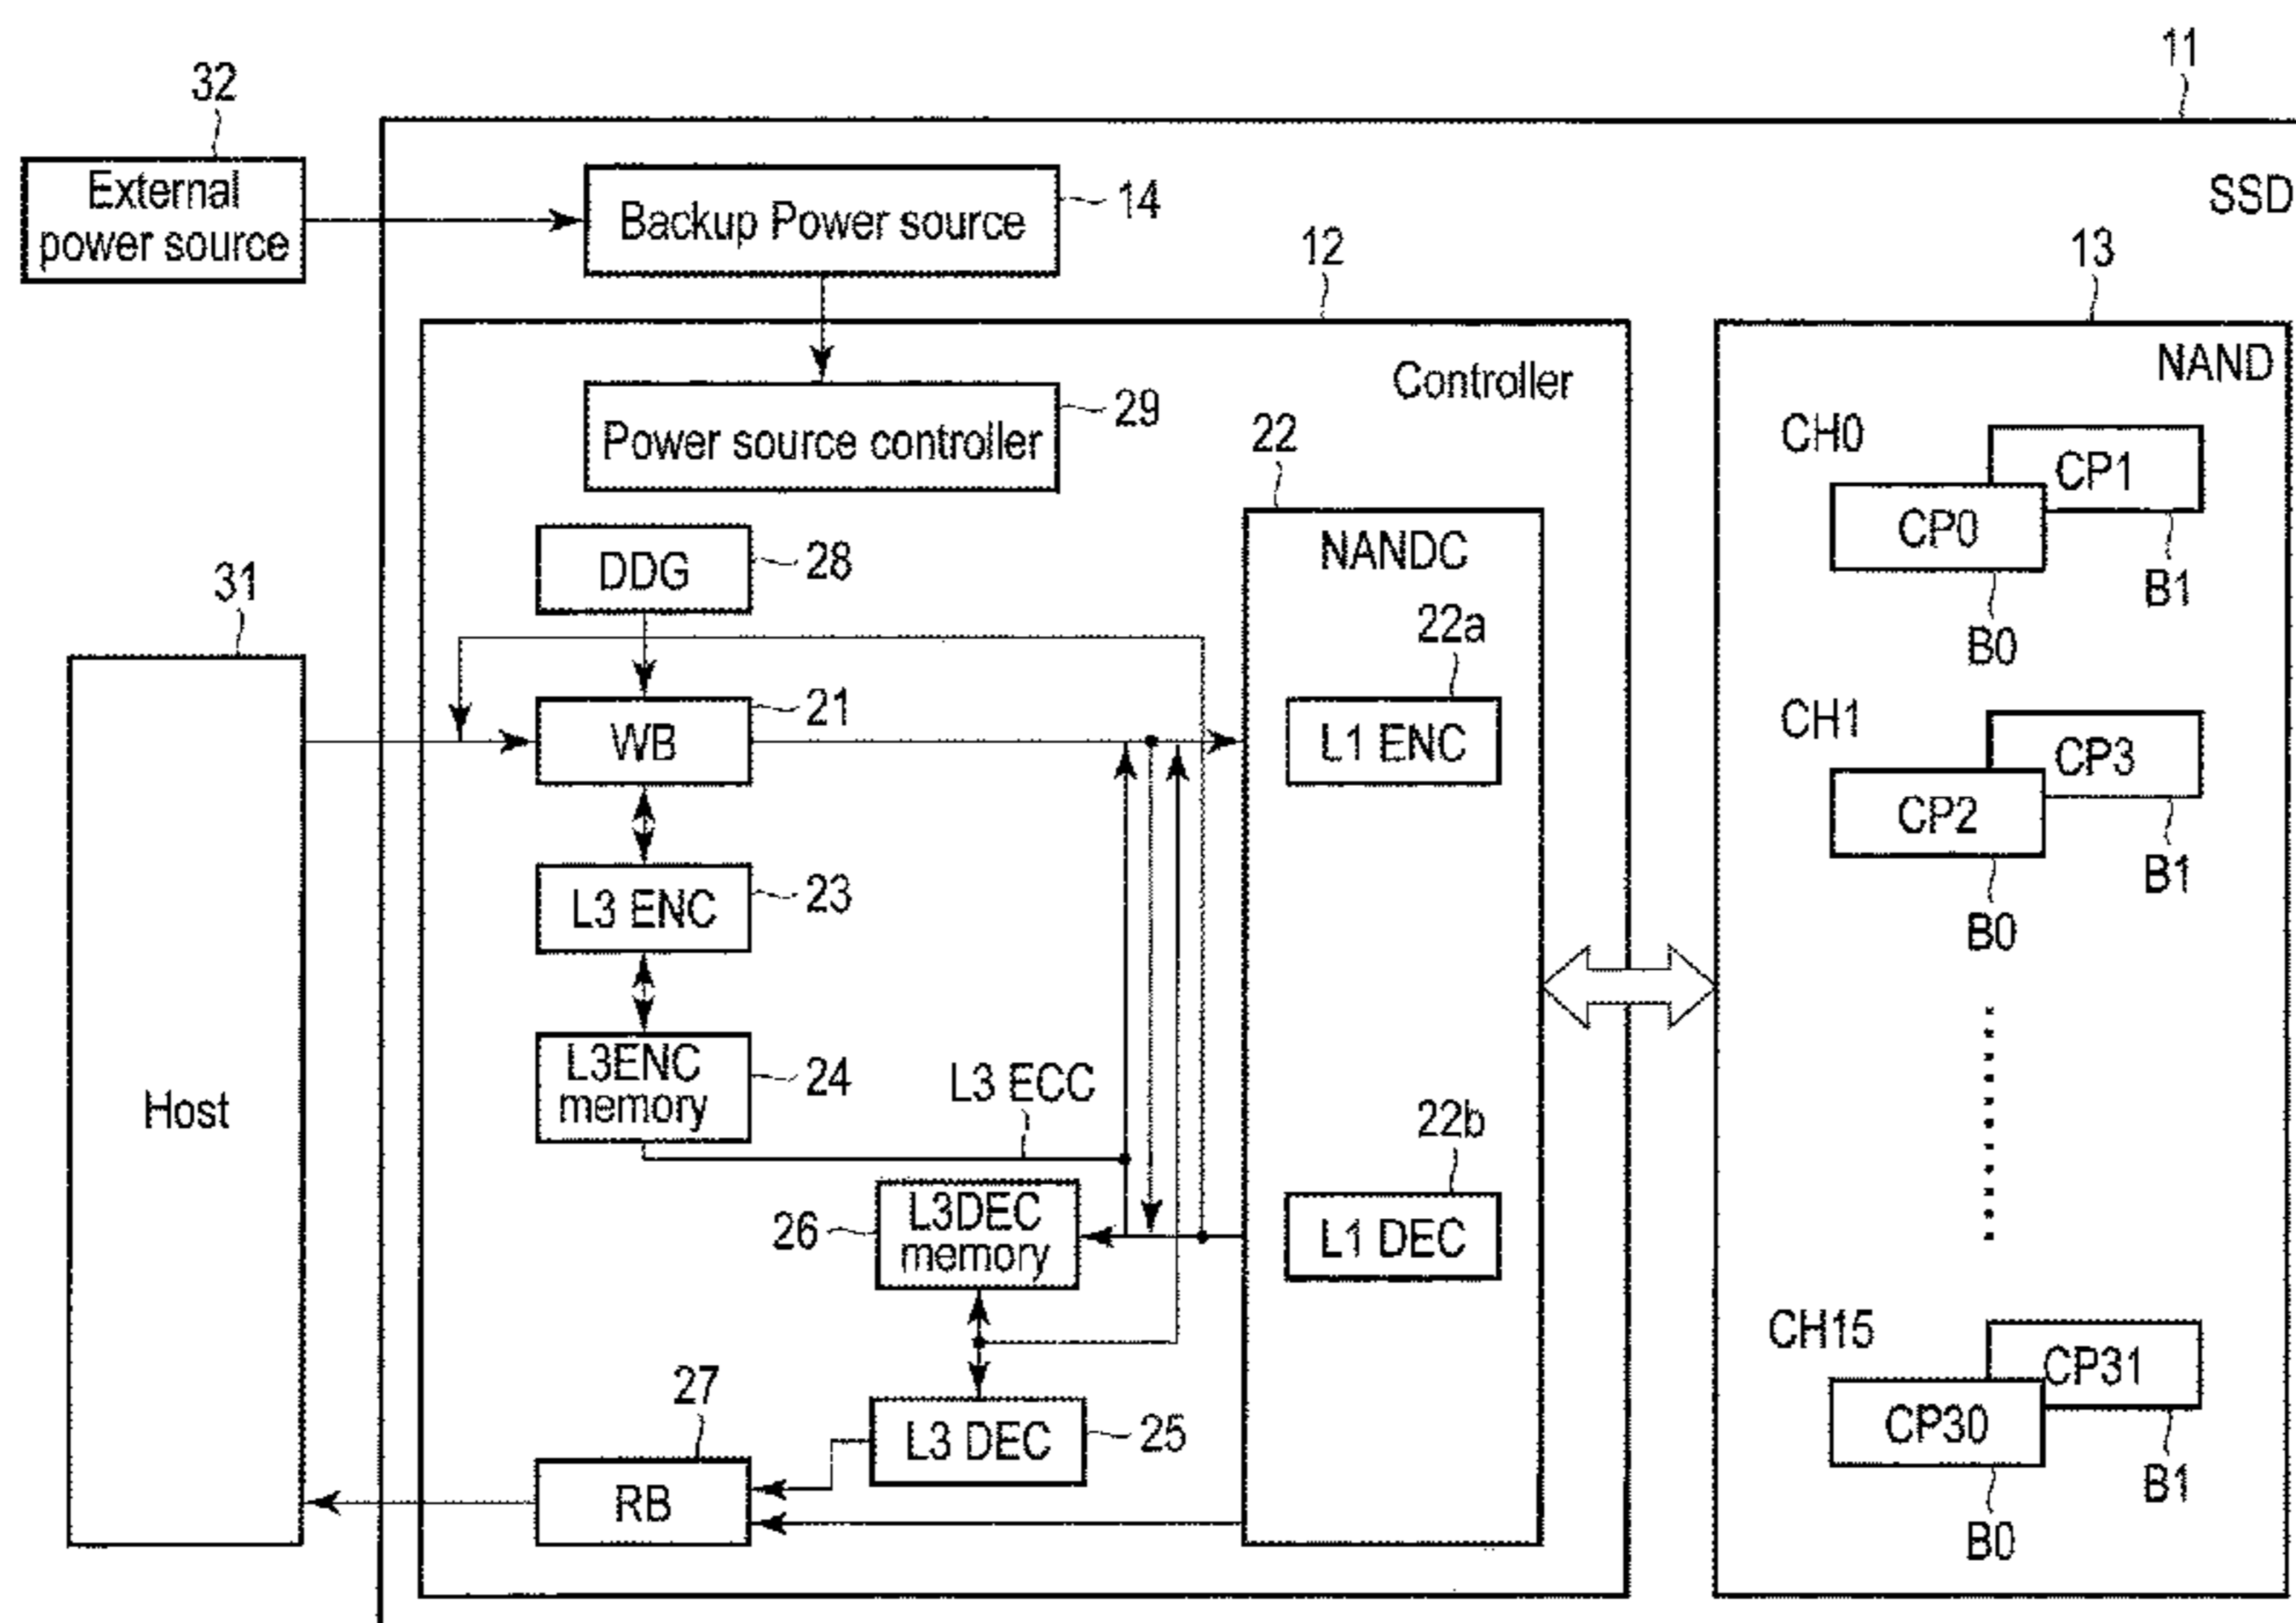 11
32
External
power source
Backup Power source
14
SSD
12
13
Controller
NAND
Power source controller
29
22
CH0
CP1
CP0
B1
B0
DDG
28
NANDC
31
22a
WB
21
L1 ENC
CH1
CP3
CP2
B1
B0
L3 ENC
23
L3ENC
memory
24
L3 ECC
Host
22b
26
L3DEC
memory
L1 DEC
CH15
CP31
CP30
B1
B0
27
L3 DEC
25
RB